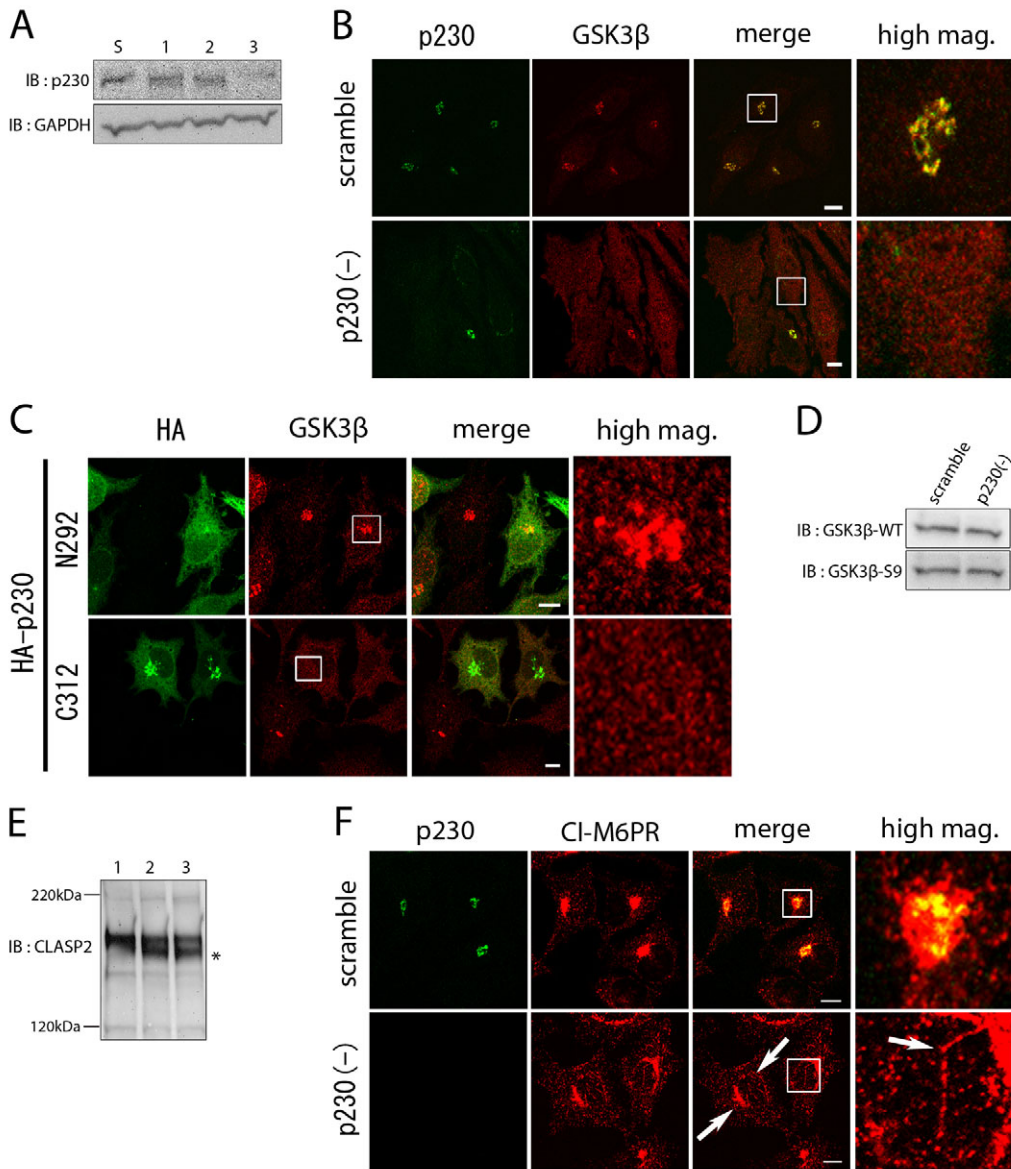 A
S 1 2 3
IB : p230
IB : GAPDH
B
p230 GSK3β merge high mag.
scramble
p230 (−)
C
HA GSK3β merge high mag.
HA–p230
N292
C312
D
scramble p230(-)
IB : GSK3β-WT
IB : GSK3β-S9
E
1 2 3
220kDa
IB : CLASP2
*
120kDa
F
p230 CI-M6PR merge high mag.
scramble
p230 (−)